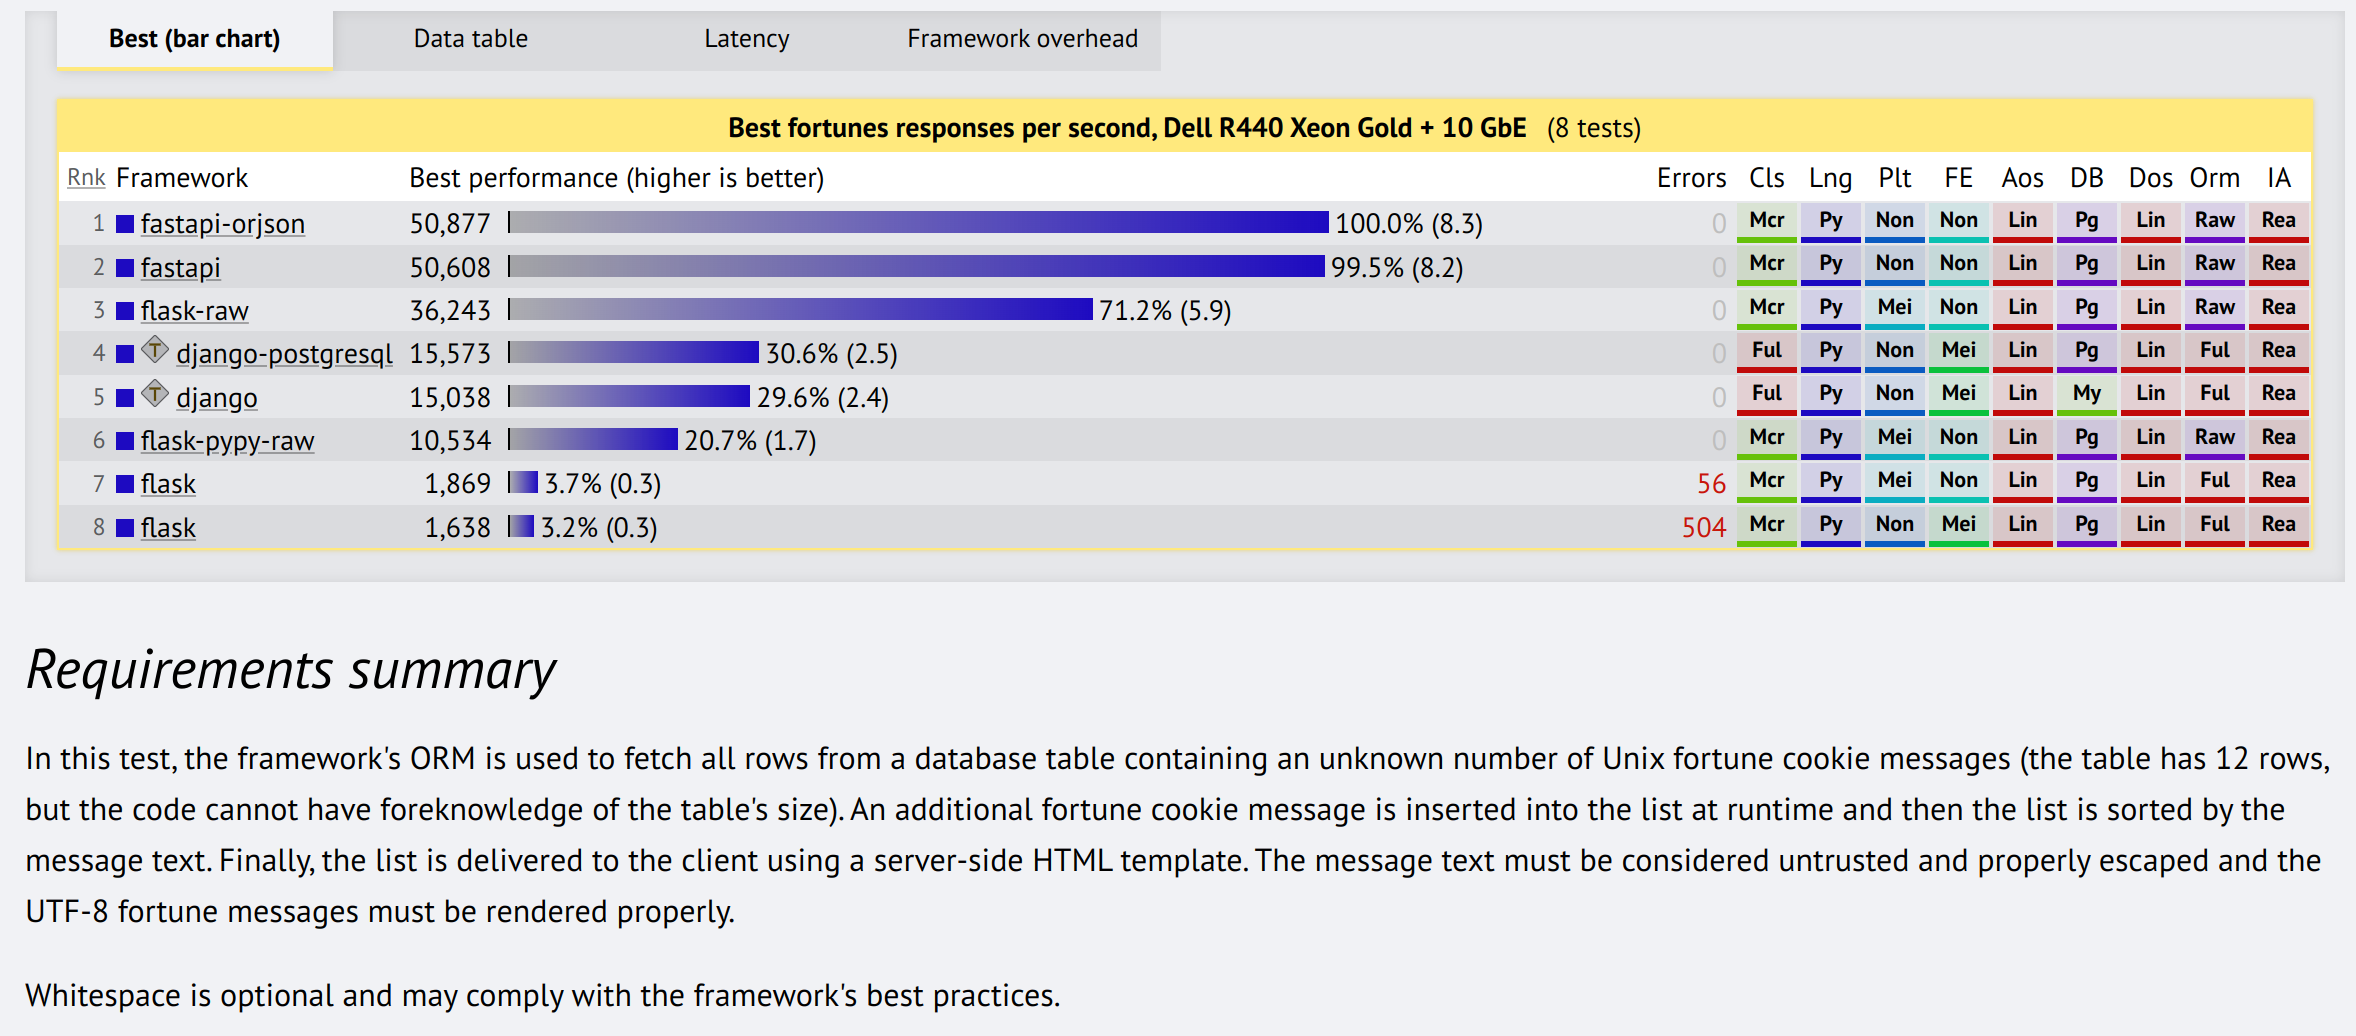 Best (bar chart) Data table Latency Framework overhead
Best fortunes responses per second, Dell R440 Xeon Gold + 10 GbE (8 tests)
Rnk Framework Best performance (higher is better) Errors Cls Lng Plt FE Aos DB Dos Orm IA
1 fastapi-orjson 50,877 100.0% (8.3) 0 Mcr Py Non Non Lin Pg Lin Raw Rea
2 fastapi 50,608 99.5% (8.2) 0 Mcr Py Non Non Lin Pg Lin Raw Rea
3 flask-raw 36,243 71.2% (5.9) 0 Mcr Py Mei Non Lin Pg Lin Raw Rea
4 T django-postgresql 15,573 30.6% (2.5) 0 Ful Py Non Mei Lin Pg Lin Ful Rea
5 T django 15,038 29.6% (2.4) 0 Ful Py Non Mei Lin My Lin Ful Rea
6 flask-pypy-raw 10,534 20.7% (1.7) 0 Mcr Py Mei Non Lin Pg Lin Raw Rea
7 flask 1,869 3.7% (0.3) 56 Mcr Py Mei Non Lin Pg Lin Ful Rea
8 flask 1,638 3.2% (0.3) 504 Mcr Py Non Mei Lin Pg Lin Ful Rea
Requirements summary
In this test, the framework's ORM is used to fetch all rows from a database table containing an unknown number of Unix fortune cookie messages (the table has 12 rows,
but the code cannot have foreknowledge of the table's size). An additional fortune cookie message is inserted into the list at runtime and then the list is sorted by the
message text. Finally, the list is delivered to the client using a server-side HTML template. The message text must be considered untrusted and properly escaped and the
UTF-8 fortune messages must be rendered properly.
Whitespace is optional and may comply with the framework's best practices.